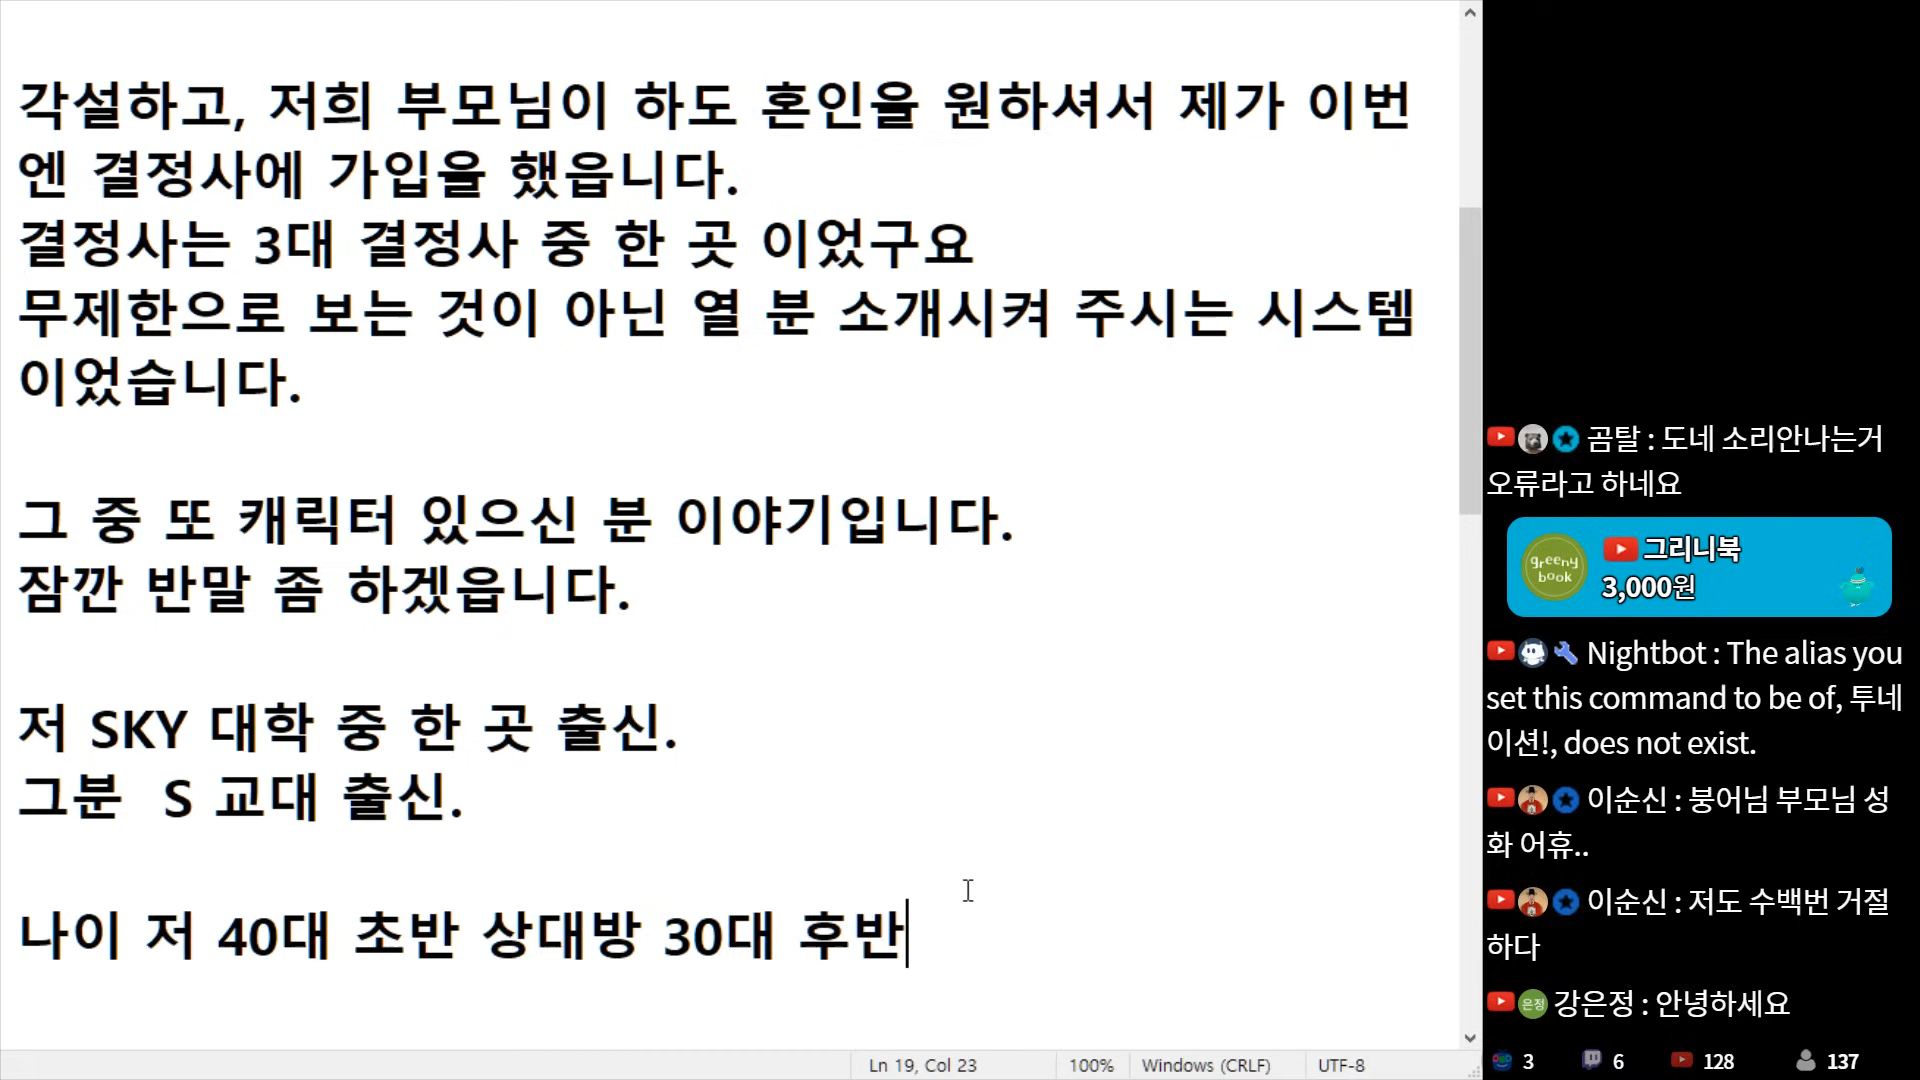 각설하고, 저희 부모님이 하도 혼인을 원하셔서 제가 이번
엔 결정사에 가입을 했읍니다.
결정사는 3대 결정사 중 한 곳 이었구요
무제한으로 보는 것이 아닌 열 분 소개시켜 주시는 시스템
이었습니다.
그 중 또 캐릭터 있으신 분 이야기입니다.
잠깐 반말 좀 하겠읍니다.
저 SKY 대학 중 한 곳 출신.
그분  S 교대 출신.
나이 저 40대 초반 상대방 30대 후반
Ln 19, Col 23
100%
Windows (CRLF)
UTF-8
곰탈 : 도네 소리안나는거
오류라고 하네요
greeny
book
그리니북
3,000원
Nightbot : The alias you
set this command to be of, 투네
이션!, does not exist.
이순신 : 붕어님 부모님 성
화 어휴..
이순신 : 저도 수백번 거절
하다
은정
강은정 : 안녕하세요
3
6
128
137